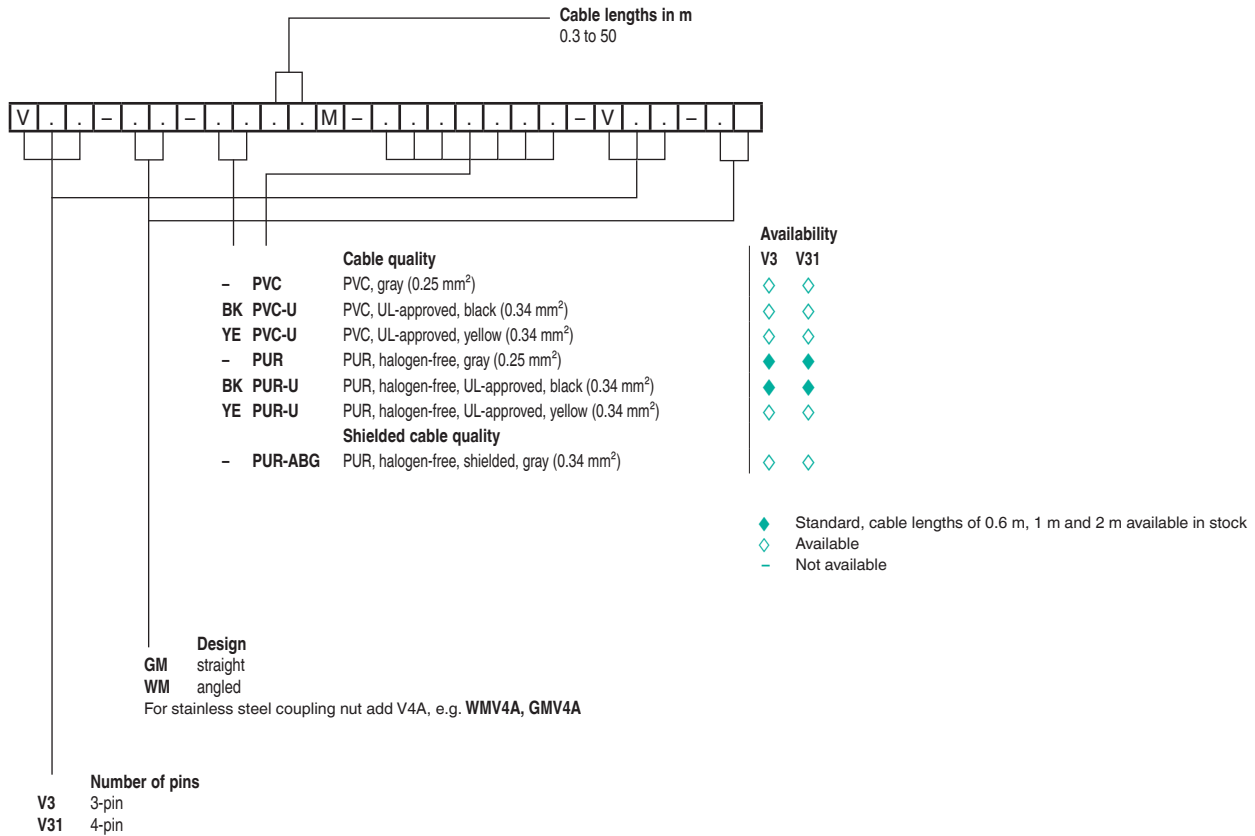 Cable lengths in m
0.3 to 50
V . . – . . – . . . . M – . . . . . . . – V . . – .
Availability
Cable quality V3 V31
– PVC PVC, gray (0.25 mm²) ◇ ◇
BK PVC-U PVC, UL-approved, black (0.34 mm²) ◇ ◇
YE PVC-U PVC, UL-approved, yellow (0.34 mm²) ◇ ◇
– PUR PUR, halogen-free, gray (0.25 mm²) ◆ ◆
BK PUR-U PUR, halogen-free, UL-approved, black (0.34 mm²) ◆ ◆
YE PUR-U PUR, halogen-free, UL-approved, yellow (0.34 mm²) ◇ ◇
Shielded cable quality
– PUR-ABG PUR, halogen-free, shielded, gray (0.34 mm²) ◇ ◇
◆ Standard, cable lengths of 0.6 m, 1 m and 2 m available in stock
◇ Available
– Not available
Design
GM straight
WM angled
For stainless steel coupling nut add V4A, e.g. WMV4A, GMV4A
Number of pins
V3 3-pin
V31 4-pin